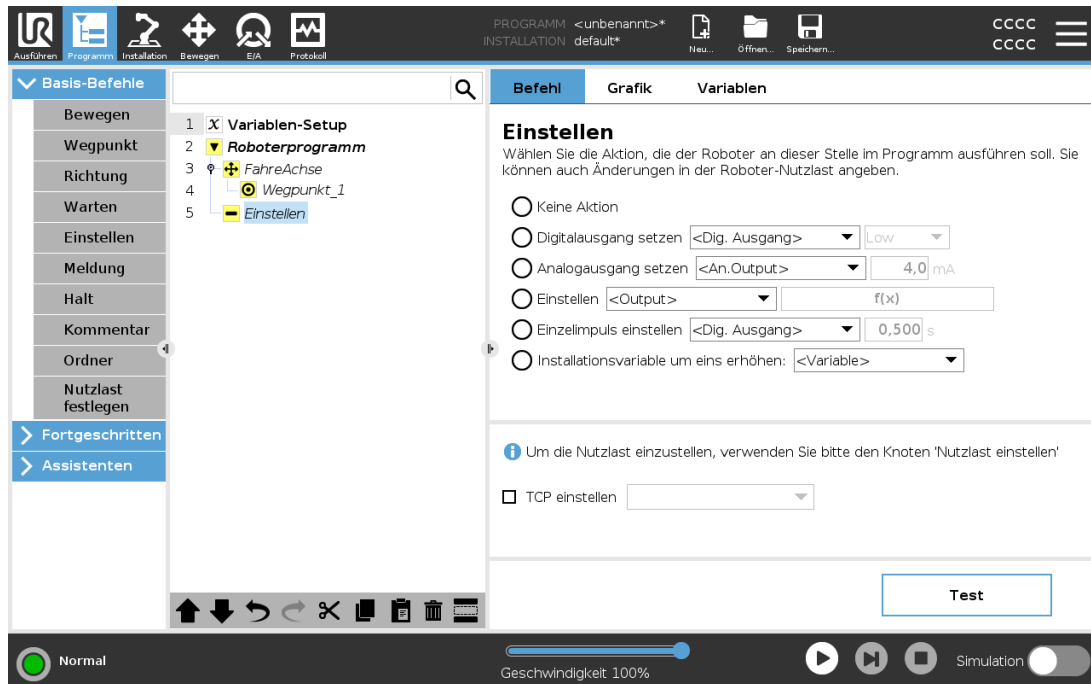 PROGRAMM <unbenannt>*
INSTALLATION default*
CCCC
CCCC
Ausführen Programm Installation Bewegen E/A Protokoll Neu... Öffnen... Speichern...
Basis-Befehle
Bewegen
Wegpunkt
Richtung
Warten
Einstellen
Meldung
Halt
Kommentar
Ordner
Nutzlast
festlegen
Fortgeschritten
Assistenten
1 X Variablen-Setup
2 Roboterprogramm
3 FahreAchse
4 Wegpunkt_1
5 Einstellen
Befehl Grafik Variablen
Einstellen
Wählen Sie die Aktion, die der Roboter an dieser Stelle im Programm ausführen soll. Sie
können auch Änderungen in der Roboter-Nutzlast angeben.
Keine Aktion
Digitalausgang setzen <Dig. Ausgang> Low
Analogausgang setzen <An.Output> 4,0 mA
Einstellen <Output> f(x)
Einzelimpuls einstellen <Dig. Ausgang> 0,500 s
Installationsvariable um eins erhöhen: <Variable>
Um die Nutzlast einzustellen, verwenden Sie bitte den Knoten 'Nutzlast einstellen'
TCP einstellen
Test
Normal
Geschwindigkeit 100%
Simulation